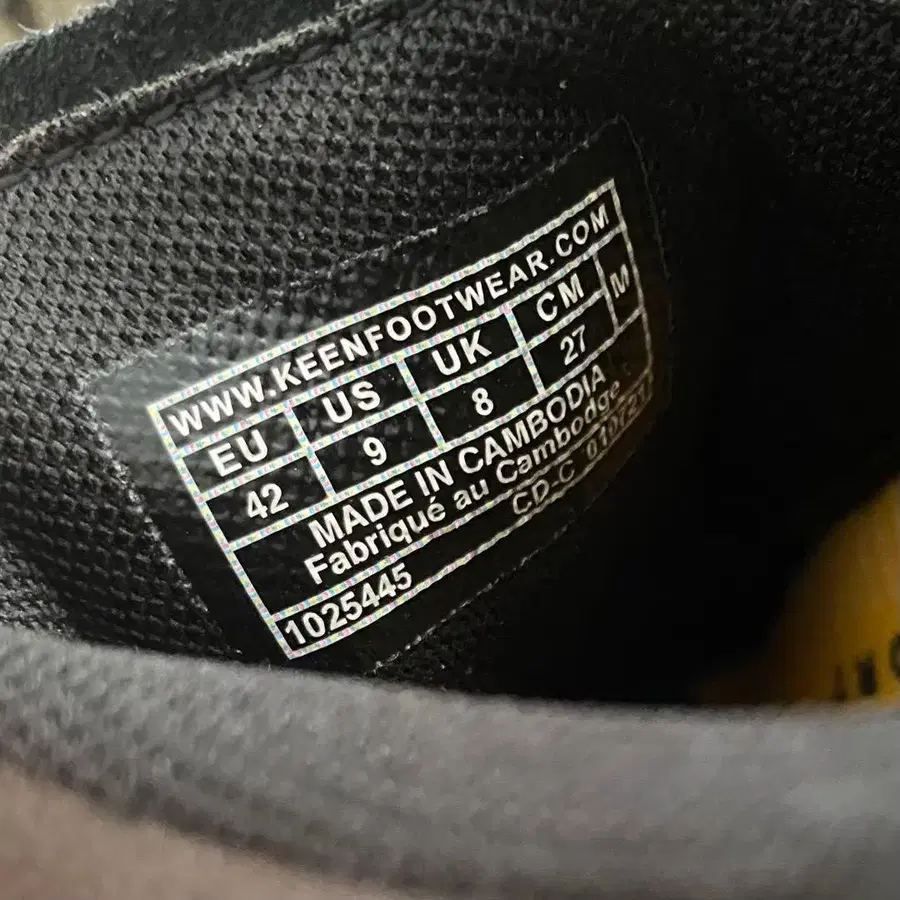 WWW.KEENFOOTWEAR.COM
EU US UK CM M
42 9 8 27
MADE IN CAMBODIA
Fabriqué au Cambodge
CD-C
1025445